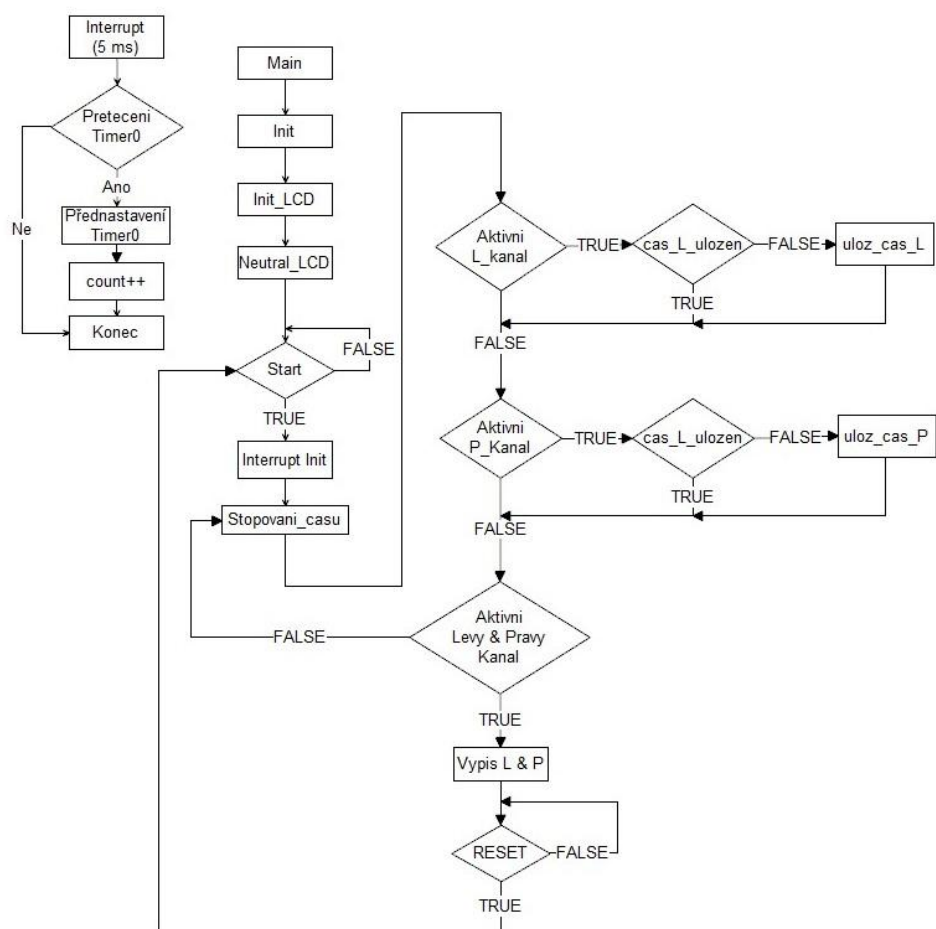 Interrupt
(5 ms)
Preteceni
Timer0
Ano
Ne
Přednastavení
Timer0
count++
Konec
Main
Init
Init_LCD
Neutral_LCD
FALSE
Start
TRUE
Interrupt Init
Stopovani_casu
Aktivni
L_kanal
TRUE
cas_L_ulozen
FALSE
uloz_cas_L
TRUE
FALSE
Aktivni
P_Kanal
TRUE
cas_L_ulozen
FALSE
uloz_cas_P
TRUE
FALSE
Aktivni
Levy & Pravy
Kanal
FALSE
TRUE
Vypis L & P
RESET
FALSE
TRUE